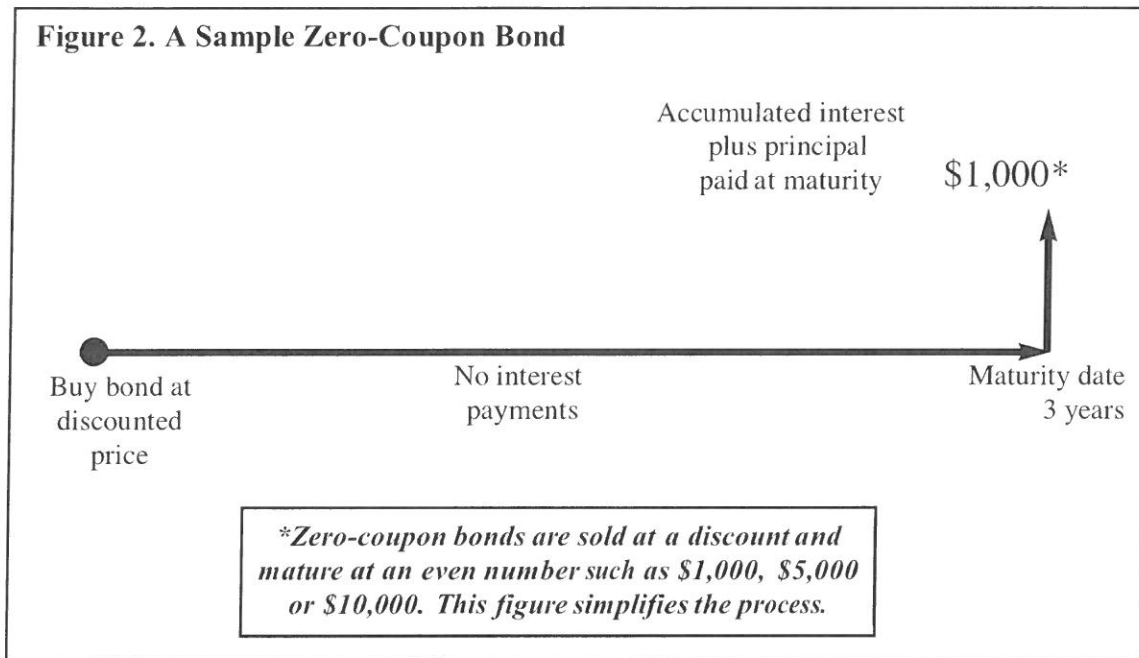 Figure 2. A Sample Zero-Coupon Bond
Accumulated interest
plus principal
paid at maturity
$1,000*
Buy bond at
discounted
price
No interest
payments
Maturity date
3 years
*Zero-coupon bonds are sold at a discount and
mature at an even number such as $1,000, $5,000
or $10,000. This figure simplifies the process.